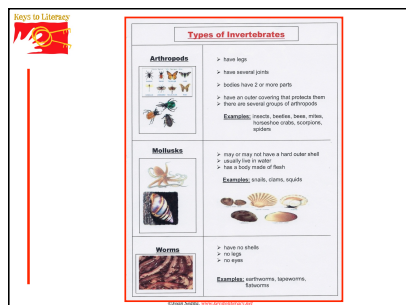 Keys to Literacy
Types of Invertebrates
Arthropods
➢ have legs
➢ have several joints
➢ bodies have 2 or more parts
➢ have an outer covering that protects them
➢ there are several groups of arthropods
Examples: insects, beetles, bees, mites,
horseshoe crabs, scorpions,
spiders
Mollusks
➢ may or may not have a hard outer shell
➢ usually live in water
➢ has a body made of flesh
Examples: snails, clams, squids
Worms
➢ have no shells
➢ no legs
➢ no eyes
Examples: earthworms, tapeworms,
flatworms